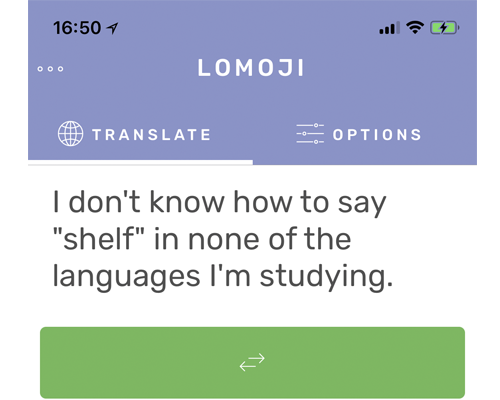 16:50
LOMOJI
TRANSLATE
OPTIONS
I don't know how to say
"shelf" in none of the
languages I'm studying.